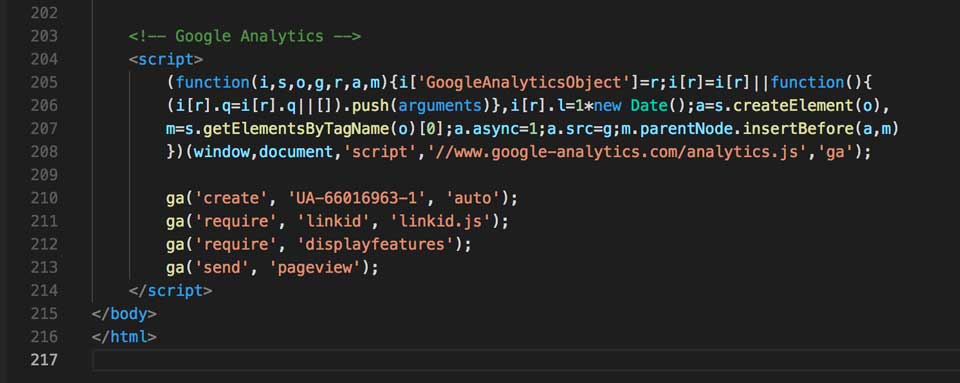 202
203 <!-- Google Analytics -->
204 <script>
205 (function(i,s,o,g,r,a,m){i['GoogleAnalyticsObject']=r;i[r]=i[r]||function(){
206 (i[r].q=i[r].q||[]).push(arguments)},i[r].l=1*new Date();a=s.createElement(o),
207 m=s.getElementsByTagName(o)[0];a.async=1;a.src=g;m.parentNode.insertBefore(a,m)
208 })(window,document,'script','//www.google-analytics.com/analytics.js','ga');
209
210 ga('create', 'UA-66016963-1', 'auto');
211 ga('require', 'linkid', 'linkid.js');
212 ga('require', 'displayfeatures');
213 ga('send', 'pageview');
214 </script>
215 </body>
216 </html>
217